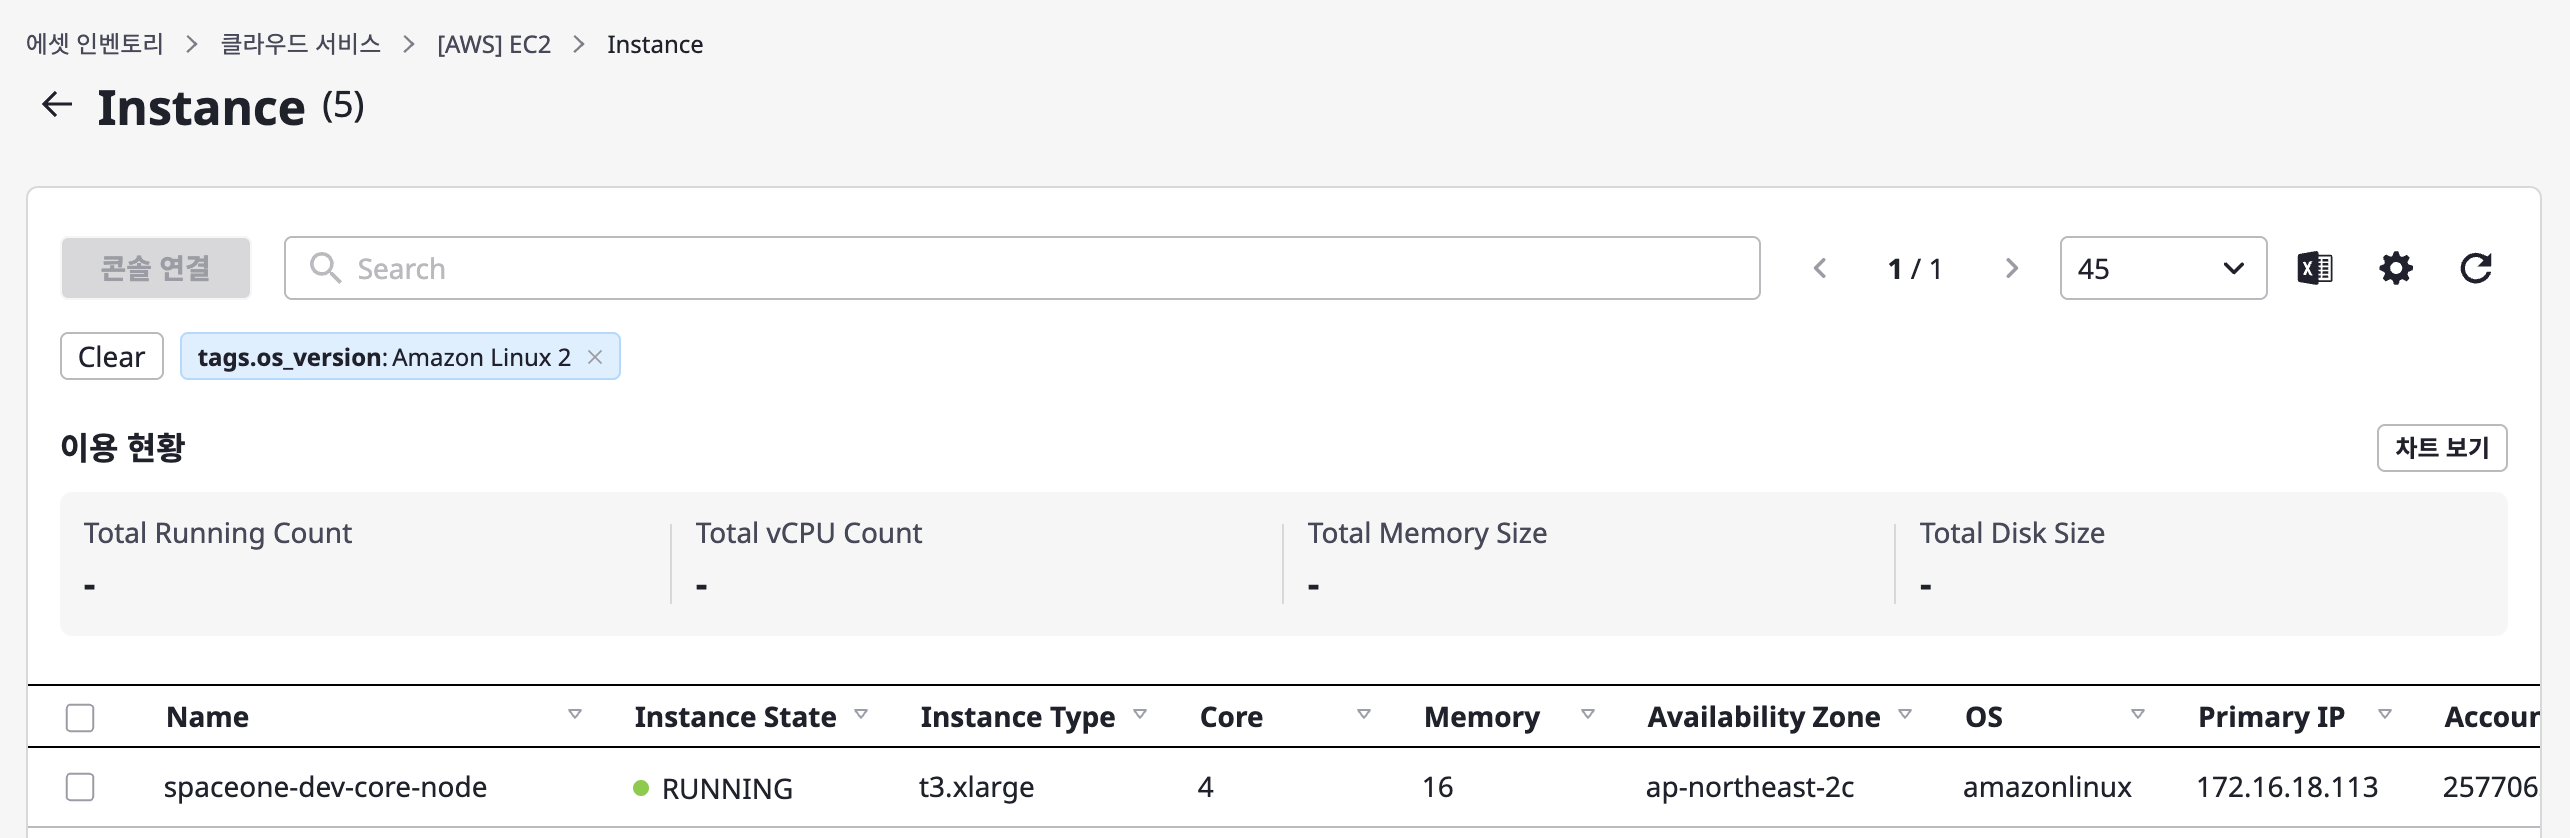 에셋 인벤토리 > 클라우드 서비스 > [AWS] EC2 > Instance
Instance (5)
콘솔 연결 Search 1 / 1 45
Clear tags.os_version: Amazon Linux 2
이용 현황 차트 보기
Total Running Count Total vCPU Count Total Memory Size Total Disk Size
- - - -
Name Instance State Instance Type Core Memory Availability Zone OS Primary IP Accour
spaceone-dev-core-node RUNNING t3.xlarge 4 16 ap-northeast-2c amazonlinux 172.16.18.113 257706